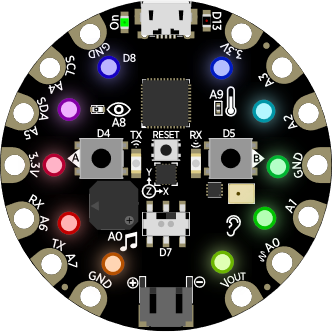 ON
D13
GND
3.3V
SCL
D8
A3
A4
A9
SDA
A8
A2
A5
D4
TX
RESET
RX
D5
3.3V
A
B
GND
Y
Z
X
RX
A6
A1
A0
TX
A7
D7
A0
GND
VOUT